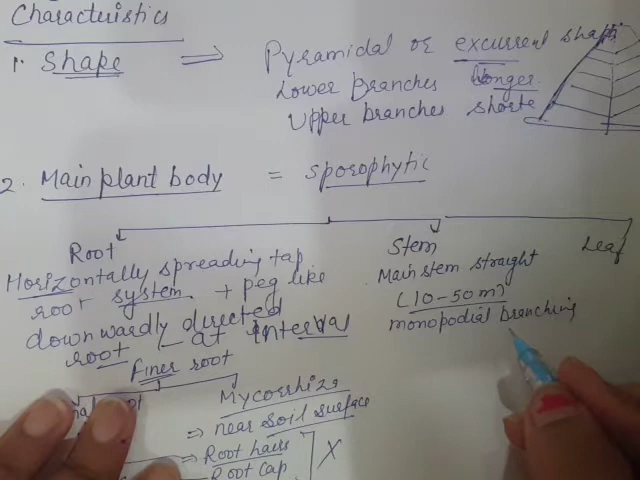 Characteristics
1. Shape ⇒ Pyramidal or excurrent shape
Lower Branches longer.
Upper branches shorte
2. Main plant body = sporophytic
Root
Horizontally spreading tap
root system + peg like
downwardly directed
root - at interval
Finer root
Mycorrhiza
⇒ near soil surface
⇒ Root hairs
Root cap ] X
Stem
Main stem straight
(10-50m)
monopodial branching
Leaf